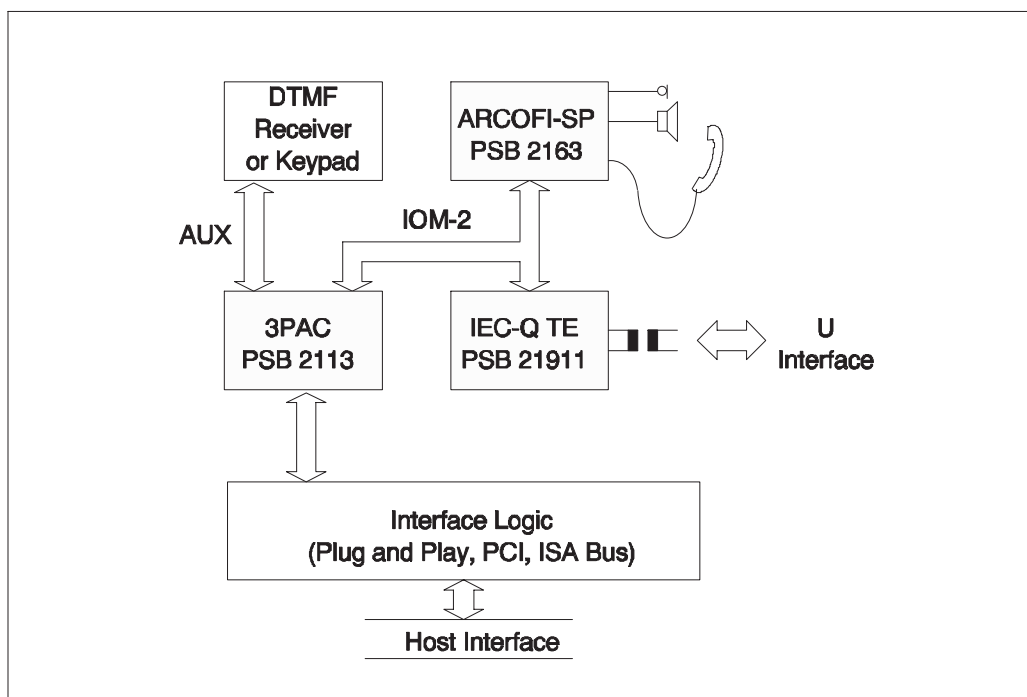 DTMF
Receiver
or Keypad
ARCOFI-SP
PSB 2163
AUX
IOM-2
3PAC
PSB 2113
IEC-Q TE
PSB 21911
U
Interface
Interface Logic
(Plug and Play, PCI, ISA Bus)
Host Interface